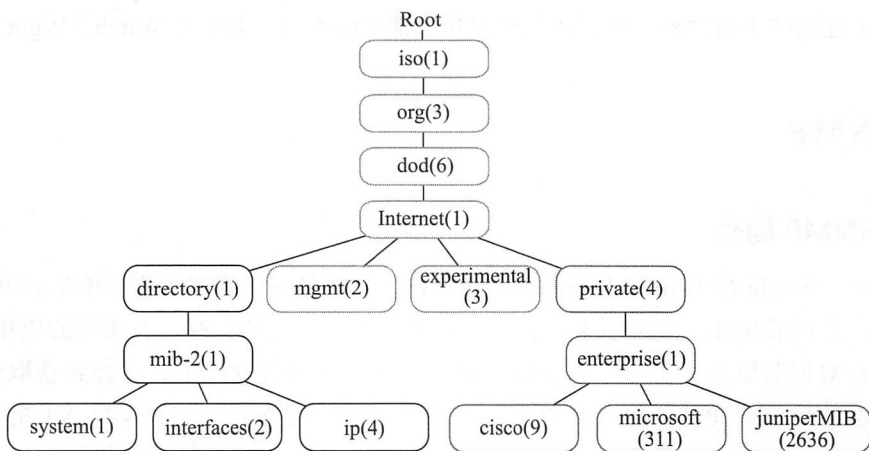 Root
iso(1)
org(3)
dod(6)
Internet(1)
directory(1)
mgmt(2)
experimental
(3)
private(4)
mib-2(1)
enterprise(1)
system(1)
interfaces(2)
ip(4)
cisco(9)
microsoft
(311)
juniperMIB
(2636)